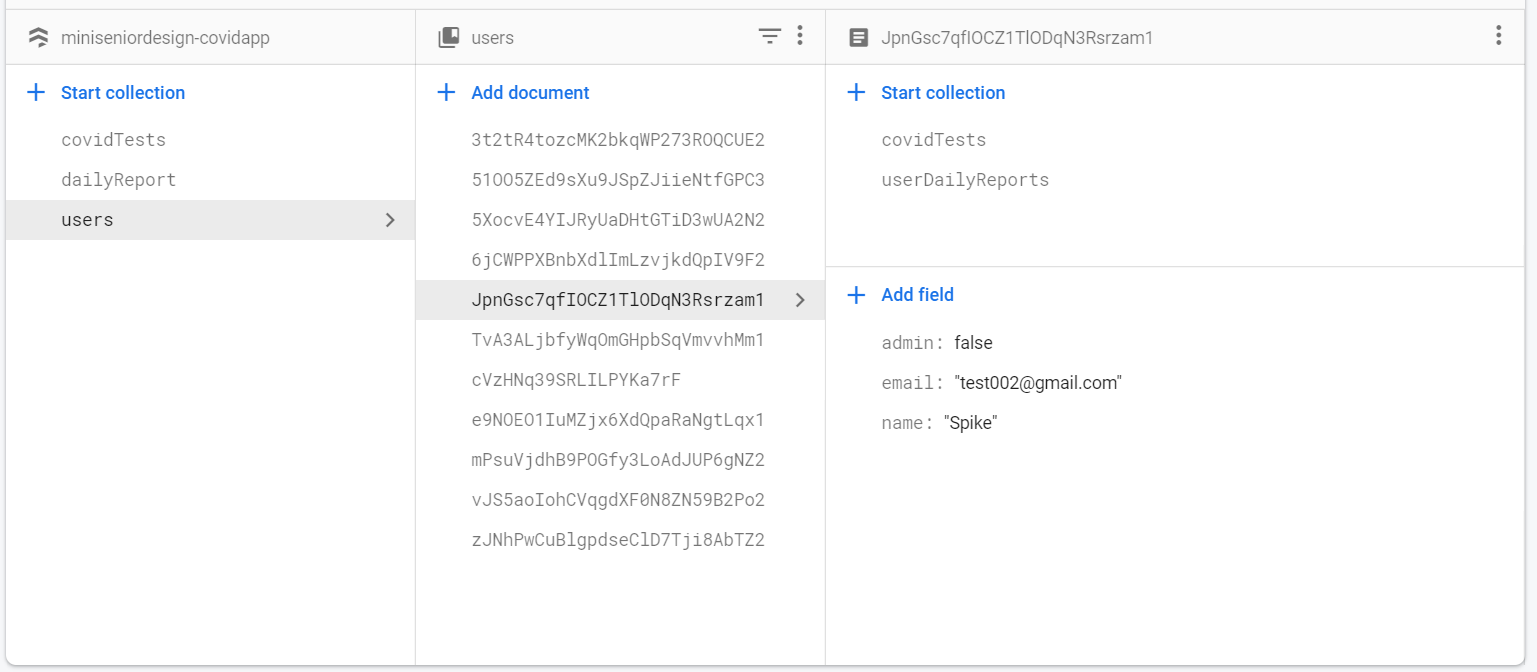 miniseniordesign-covidapp
Start collection
covidTests
dailyReport
users
users
Add document
3t2tR4tozcMK2bkqWP273ROQCUE2
51OO5ZEd9sXu9JSpZJiieNtfGPC3
5XocvE4YIJRyUaDHtGTiD3wUA2N2
6jCWPPXBnbXdlImLzvjkdQpIV9F2
JpnGsc7qfIOCZ1TlODqN3Rsrzam1
TvA3ALjbfyWqOmGHpbSqVmvvhMm1
cVzHNq39SRLILPYKa7rF
e9NOEO1IuMZjx6XdQpaRaNgtLqx1
mPsuVjdhB9POGfy3LoAdJUP6gNZ2
vJS5aoIohCVqgdXF0N8ZN59B2Po2
zJNhPwCuBlgpdseClD7Tji8AbTZ2
JpnGsc7qfIOCZ1TlODqN3Rsrzam1
Start collection
covidTests
userDailyReports
Add field
admin: false
email: "test002@gmail.com"
name: "Spike"